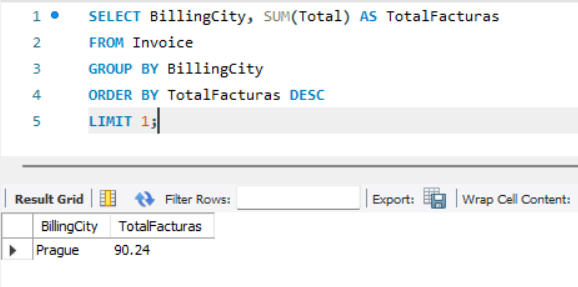 1 SELECT BillingCity, SUM(Total) AS TotalFacturas
2 FROM Invoice
3 GROUP BY BillingCity
4 ORDER BY TotalFacturas DESC
5 LIMIT 1;
Result Grid Filter Rows: Export: Wrap Cell Content:
BillingCity TotalFacturas
Prague 90.24